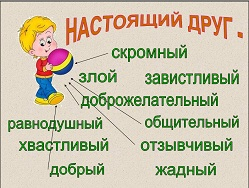 НАСТОЯЩИЙ ДРУГ -
скромный
злой завистливый
доброжелательный
равнодушный общительный
хвастливый отзывчивый
добрый жадный